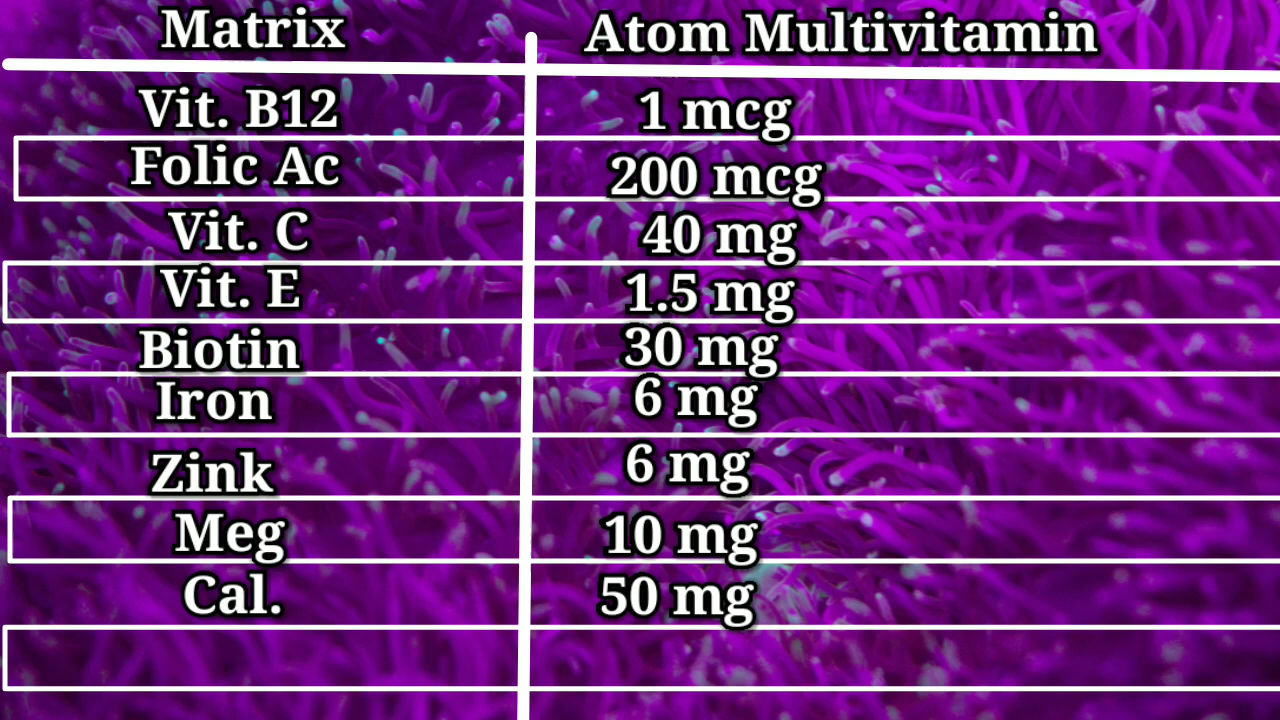 Matrix Atom Multivitamin
Vit. B12 1 mcg
Folic Ac 200 mcg
Vit. C 40 mg
Vit. E 1.5 mg
Biotin 30 mg
Iron 6 mg
Zink 6 mg
Meg 10 mg
Cal. 50 mg